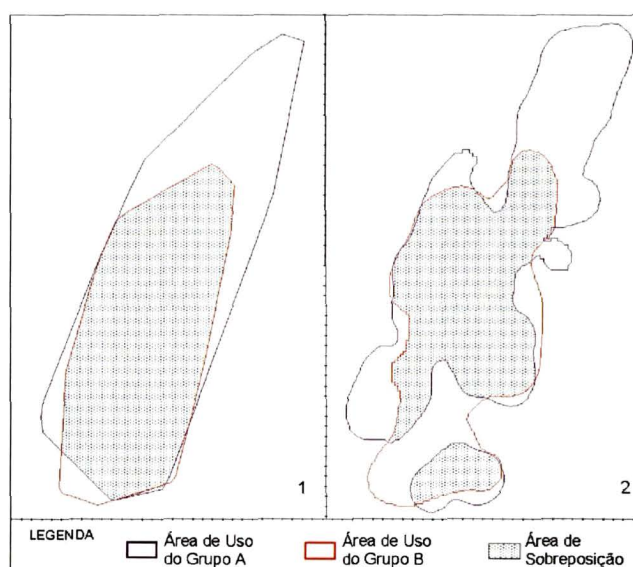 1
2
LEGENDA
Área de Uso
do Grupo A
Área de Uso
do Grupo B
Área de
Sobreposição